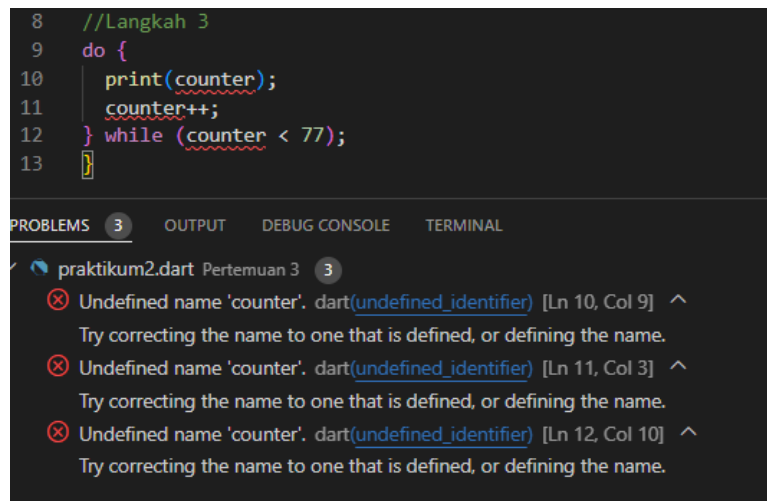 8 //Langkah 3
9 do {
10 print(counter);
11 counter++;
12 } while (counter < 77);
13 }
PROBLEMS 3 OUTPUT DEBUG CONSOLE TERMINAL
praktikum2.dart Pertemuan 3 3
Undefined name 'counter'. dart(undefined_identifier) [Ln 10, Col 9]
Try correcting the name to one that is defined, or defining the name.
Undefined name 'counter'. dart(undefined_identifier) [Ln 11, Col 3]
Try correcting the name to one that is defined, or defining the name.
Undefined name 'counter'. dart(undefined_identifier) [Ln 12, Col 10]
Try correcting the name to one that is defined, or defining the name.